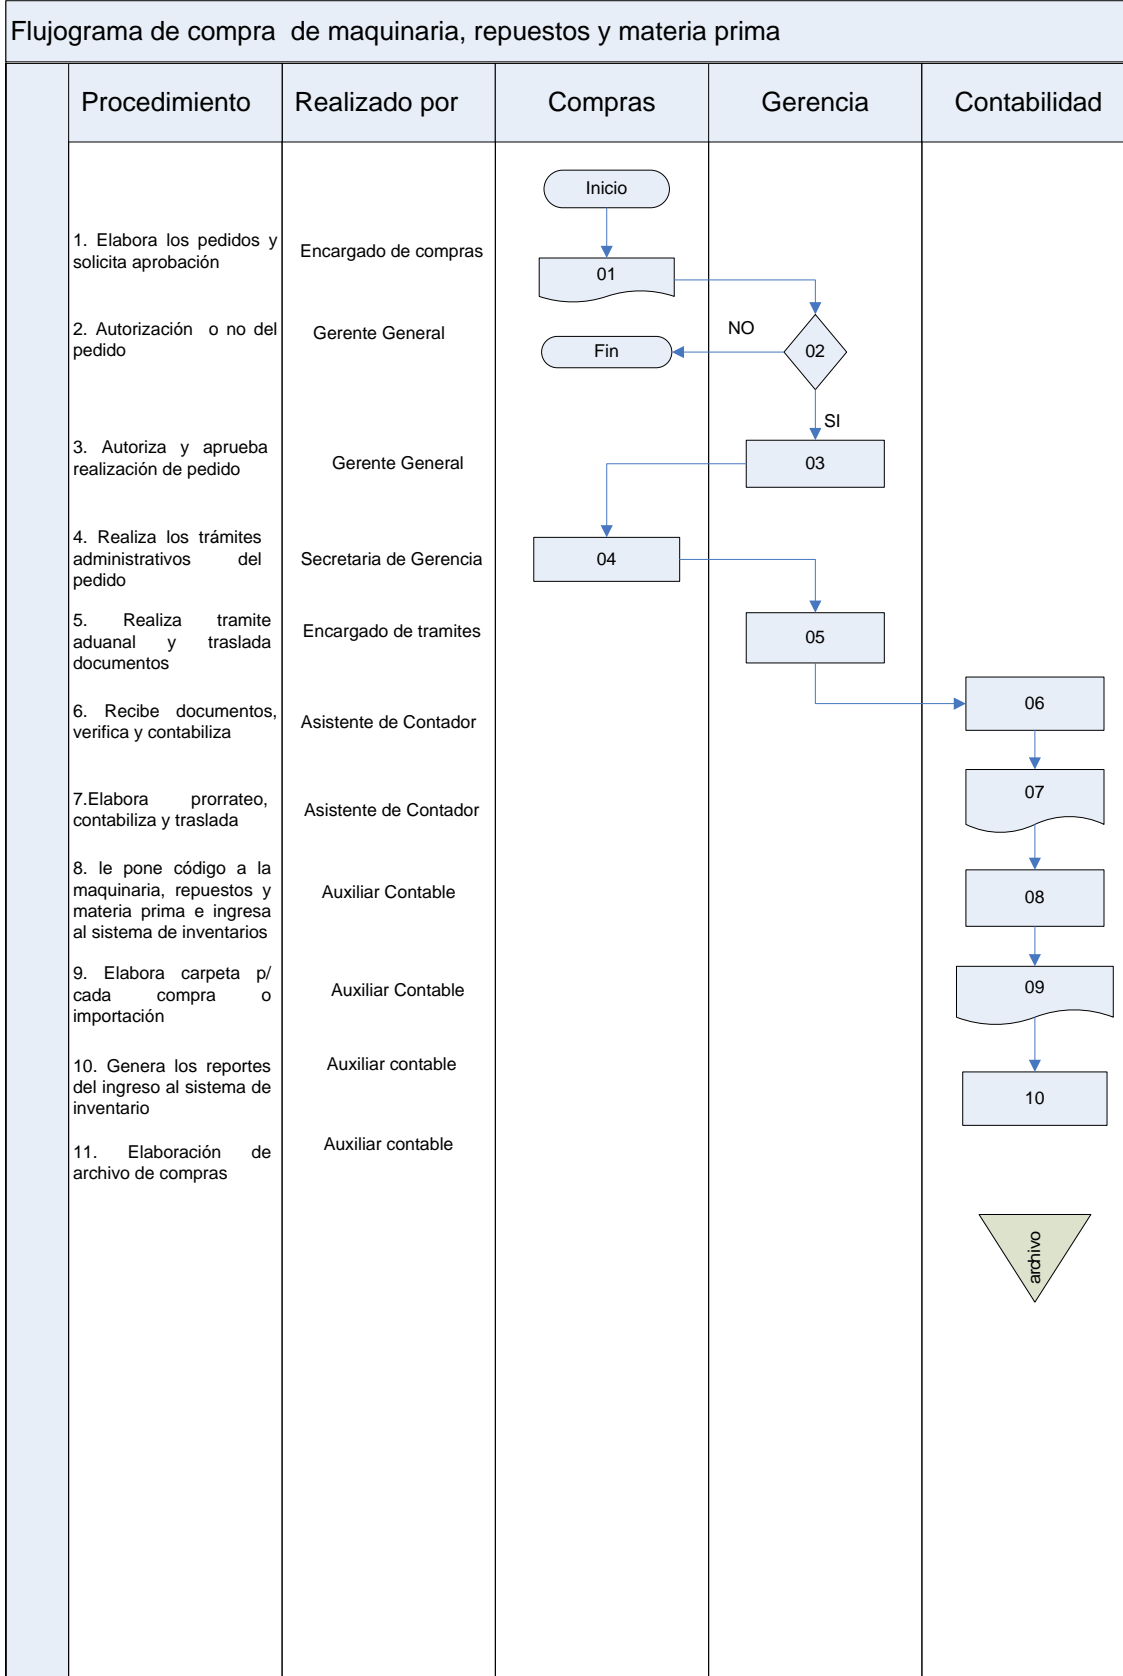 Flujograma de compra de maquinaria, repuestos y materia prima
Procedimiento
Realizado por
Compras
Gerencia
Contabilidad
Inicio
1. Elabora los pedidos y
solicita aprobación
Encargado de compras
01
2. Autorización o no del
pedido
Gerente General
Fin
NO
02
SI
3. Autoriza y aprueba
realización de pedido
Gerente General
03
4. Realiza los trámites
administrativos del
pedido
Secretaria de Gerencia
04
5. Realiza tramite
aduanal y traslada
documentos
Encargado de tramites
05
6. Recibe documentos,
verifica y contabiliza
Asistente de Contador
06
7.Elabora prorrateo,
contabiliza y traslada
Asistente de Contador
07
8. le pone código a la
maquinaria, repuestos y
materia prima e ingresa
al sistema de inventarios
Auxiliar Contable
08
9. Elabora carpeta p/
cada compra o
importación
Auxiliar Contable
09
10. Genera los reportes
del ingreso al sistema de
inventario
Auxiliar contable
10
11. Elaboración de
archivo de compras
Auxiliar contable
archivo